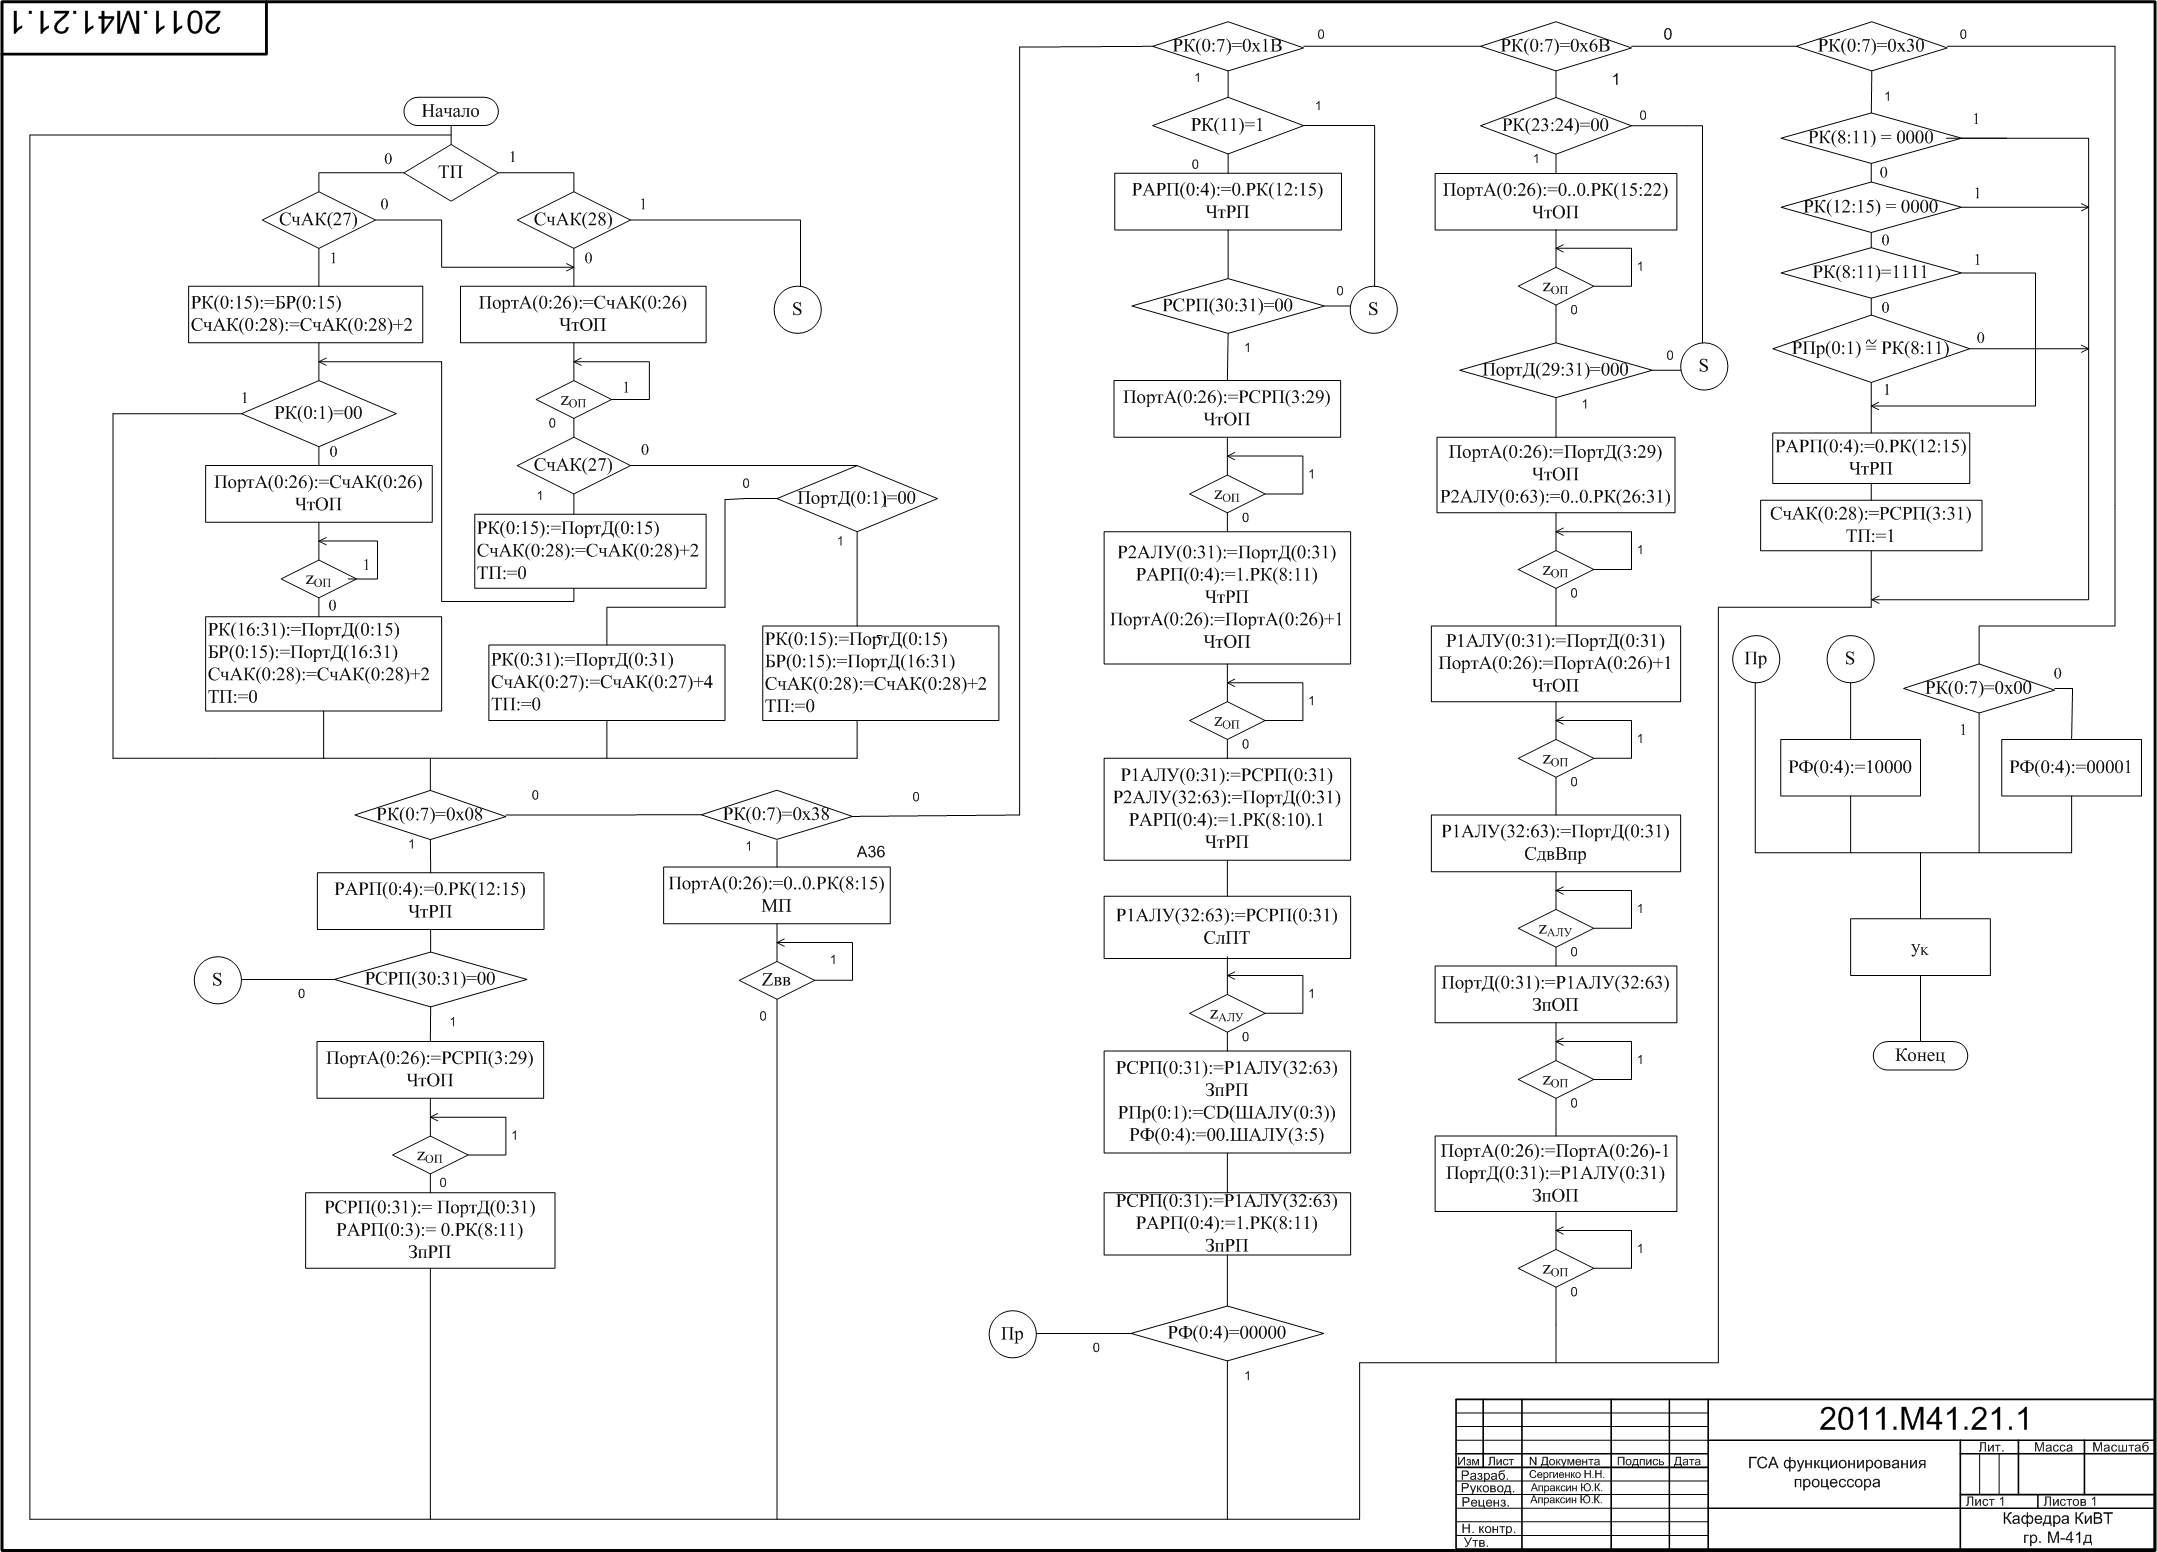 2011.М41.21.1
Начало
ТП
0
1
СчАК(27)
0
1
СчАК(28)
1
0
S
РК(0:15):=БР(0:15)
СчАК(0:28):=СчАК(0:28)+2
ПортА(0:26):=СчАК(0:26)
ЧтОП
zОП
1
0
РК(0:1)=00
1
0
СчАК(27)
0
1
ПортА(0:26):=СчАК(0:26)
ЧтОП
zОП
1
0
РК(0:15):=ПортД(0:15)
СчАК(0:28):=СчАК(0:28)+2
ТП:=0
ПортД(0:1)=00
0
1
РК(16:31):=ПортД(0:15)
БР(0:15):=ПортД(16:31)
СчАК(0:28):=СчАК(0:28)+2
ТП:=0
РК(0:31):=ПортД(0:31)
СчАК(0:27):=СчАК(0:27)+4
ТП:=0
РК(0:15):=ПортД(0:15)
БР(0:15):=ПортД(16:31)
СчАК(0:28):=СчАК(0:28)+2
ТП:=0
РК(0:7)=0x08
0
1
РК(0:7)=0x38
0
1
А36
РАРП(0:4):=0.РК(12:15)
ЧтРП
РСРП(30:31)=00
S
0
1
ПортА(0:26):=РСРП(3:29)
ЧтОП
zОП
1
0
РСРП(0:31):= ПортД(0:31)
РАРП(0:3):= 0.РК(8:11)
ЗпРП
ПортА(0:26):=0..0.РК(8:15)
МП
Zвв
1
0
РК(0:7)=0x1B
0
1
РК(11)=1
1
0
РАРП(0:4):=0.РК(12:15)
ЧтРП
РСРП(30:31)=00
0
S
1
ПортА(0:26):=РСРП(3:29)
ЧтОП
zОП
1
0
Р2АЛУ(0:31):=ПортД(0:31)
РАРП(0:4):=1.РК(8:11)
ЧтРП
ПортА(0:26):=ПортА(0:26)+1
ЧтОП
zОП
1
0
Р1АЛУ(0:31):=РСРП(0:31)
Р2АЛУ(32:63):=ПортД(0:31)
РАРП(0:4):=1.РК(8:10).1
ЧтРП
Р1АЛУ(32:63):=РСРП(0:31)
СлПТ
zАЛУ
1
0
РСРП(0:31):=Р1АЛУ(32:63)
ЗпРП
РПр(0:1):=CD(ШАЛУ(0:3))
РФ(0:4):=00.ШАЛУ(3:5)
РСРП(0:31):=Р1АЛУ(32:63)
РАРП(0:4):=1.РК(8:11)
ЗпРП
РФ(0:4)=00000
Пр
0
1
РК(0:7)=0x6B
0
1
РК(23:24)=00
0
1
ПортА(0:26):=0..0.РК(15:22)
ЧтОП
zОП
1
0
ПортД(29:31)=000
0
S
1
ПортА(0:26):=ПортД(3:29)
ЧтОП
Р2АЛУ(0:63):=0..0.РК(26:31)
zОП
1
0
Р1АЛУ(0:31):=ПортД(0:31)
ПортА(0:26):=ПортА(0:26)+1
ЧтОП
zОП
1
0
Р1АЛУ(32:63):=ПортД(0:31)
СдвВпр
zАЛУ
1
0
ПортД(0:31):=Р1АЛУ(32:63)
ЗпОП
zОП
1
0
ПортА(0:26):=ПортА(0:26)-1
ПортД(0:31):=Р1АЛУ(0:31)
ЗпОП
zОП
1
0
РК(0:7)=0x30
0
1
РК(8:11) = 0000
1
0
РК(12:15) = 0000
1
0
РК(8:11)=1111
1
0
РПр(0:1) ≅ РК(8:11)
0
1
РАРП(0:4):=0.РК(12:15)
ЧтРП
СчАК(0:28):=РСРП(3:31)
ТП:=1
Пр
S
РК(0:7)=0x00
0
1
РФ(0:4):=10000
РФ(0:4):=00001
Ук
Конец
2011.М41.21.1
ГСА функционирования
процессора
Лит.
Масса
Масштаб
Изм
Лист
N Документа
Подпись
Дата
Разраб.
Сергиенко Н.Н.
Руковод.
Апраксин Ю.К.
Реценз.
Апраксин Ю.К.
Н. контр.
Утв.
Лист 1
Листов 1
Кафедра КиВТ
гр. М-41д